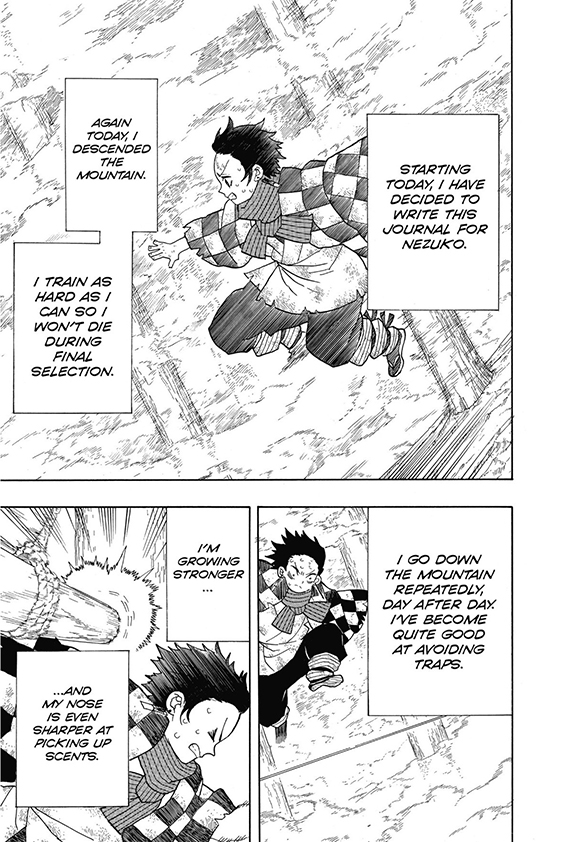 STARTING
TODAY, I HAVE
DECIDED TO
WRITE THIS
JOURNAL FOR
NEZUKO.
AGAIN
TODAY, I
DESCENDED
THE
MOUNTAIN.
I TRAIN AS
HARD AS I
CAN SO I
WON'T DIE
DURING
FINAL
SELECTION.
I GO DOWN
THE MOUNTAIN
REPEATEDLY,
DAY AFTER DAY.
I'VE BECOME
QUITE GOOD
AT AVOIDING
TRAPS.
I'M
GROWING
STRONGER
...
...AND
MY NOSE
IS EVEN
SHARPER AT
PICKING UP
SCENTS.